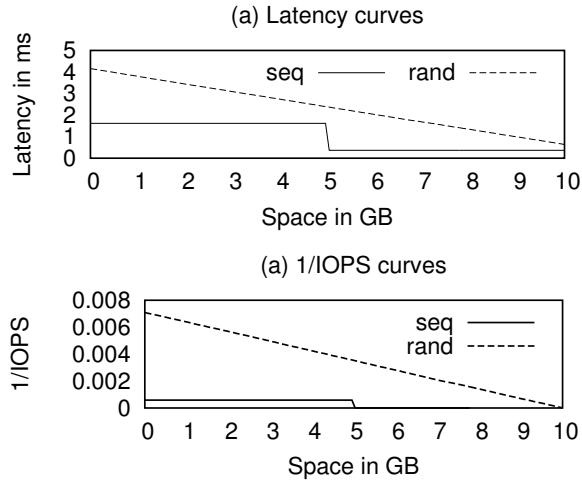 (a) Latency curves
Latency in ms
5
4
3
2
1
0
seq rand
0 1 2 3 4 5 6 7 8 9 10
Space in GB
(a) 1/IOPS curves
1/IOPS
0.008
0.006
0.004
0.002
0
seq
rand
0 1 2 3 4 5 6 7 8 9 10
Space in GB